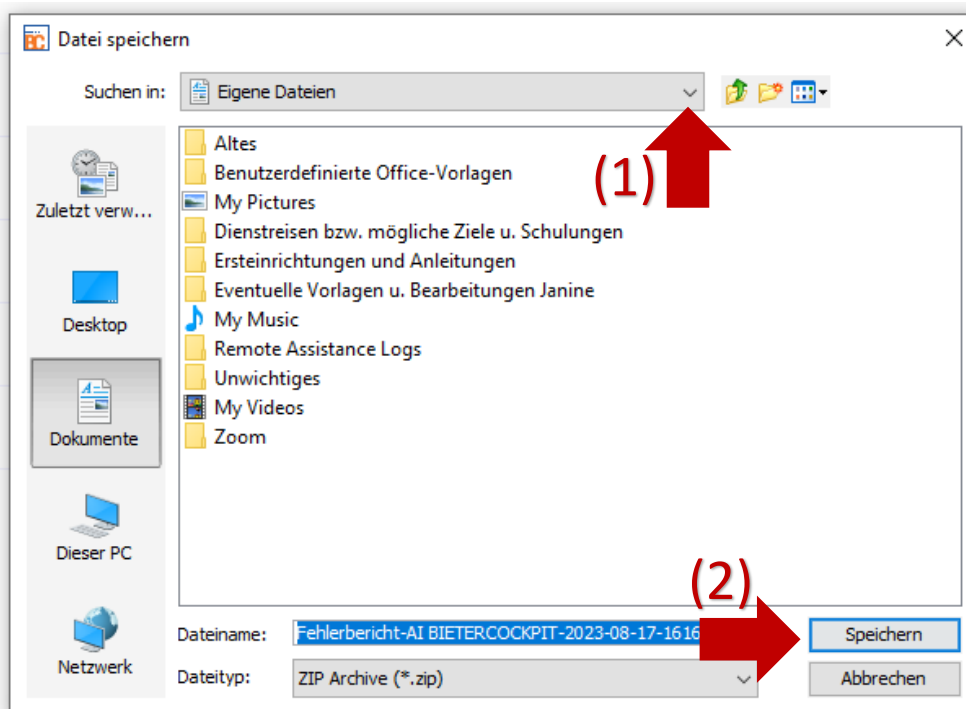 BC Datei speichern
Suchen in: Eigene Dateien
Altes
(1)
Benutzerdefinierte Office-Vorlagen
My Pictures
Zuletzt verw...
Dienstreisen bzw. mögliche Ziele u. Schulungen
Ersteinrichtungen und Anleitungen
Eventuelle Vorlagen u. Bearbeitungen Janine
My Music
Desktop
Remote Assistance Logs
Unwichtiges
My Videos
Dokumente
Zoom
Dieser PC
(2)
Dateiname: Fehlerbericht-AI BIETERCOCKPIT-2023-08-17-1616 Speichern
Netzwerk
Dateityp: ZIP Archive (*.zip) Abbrechen